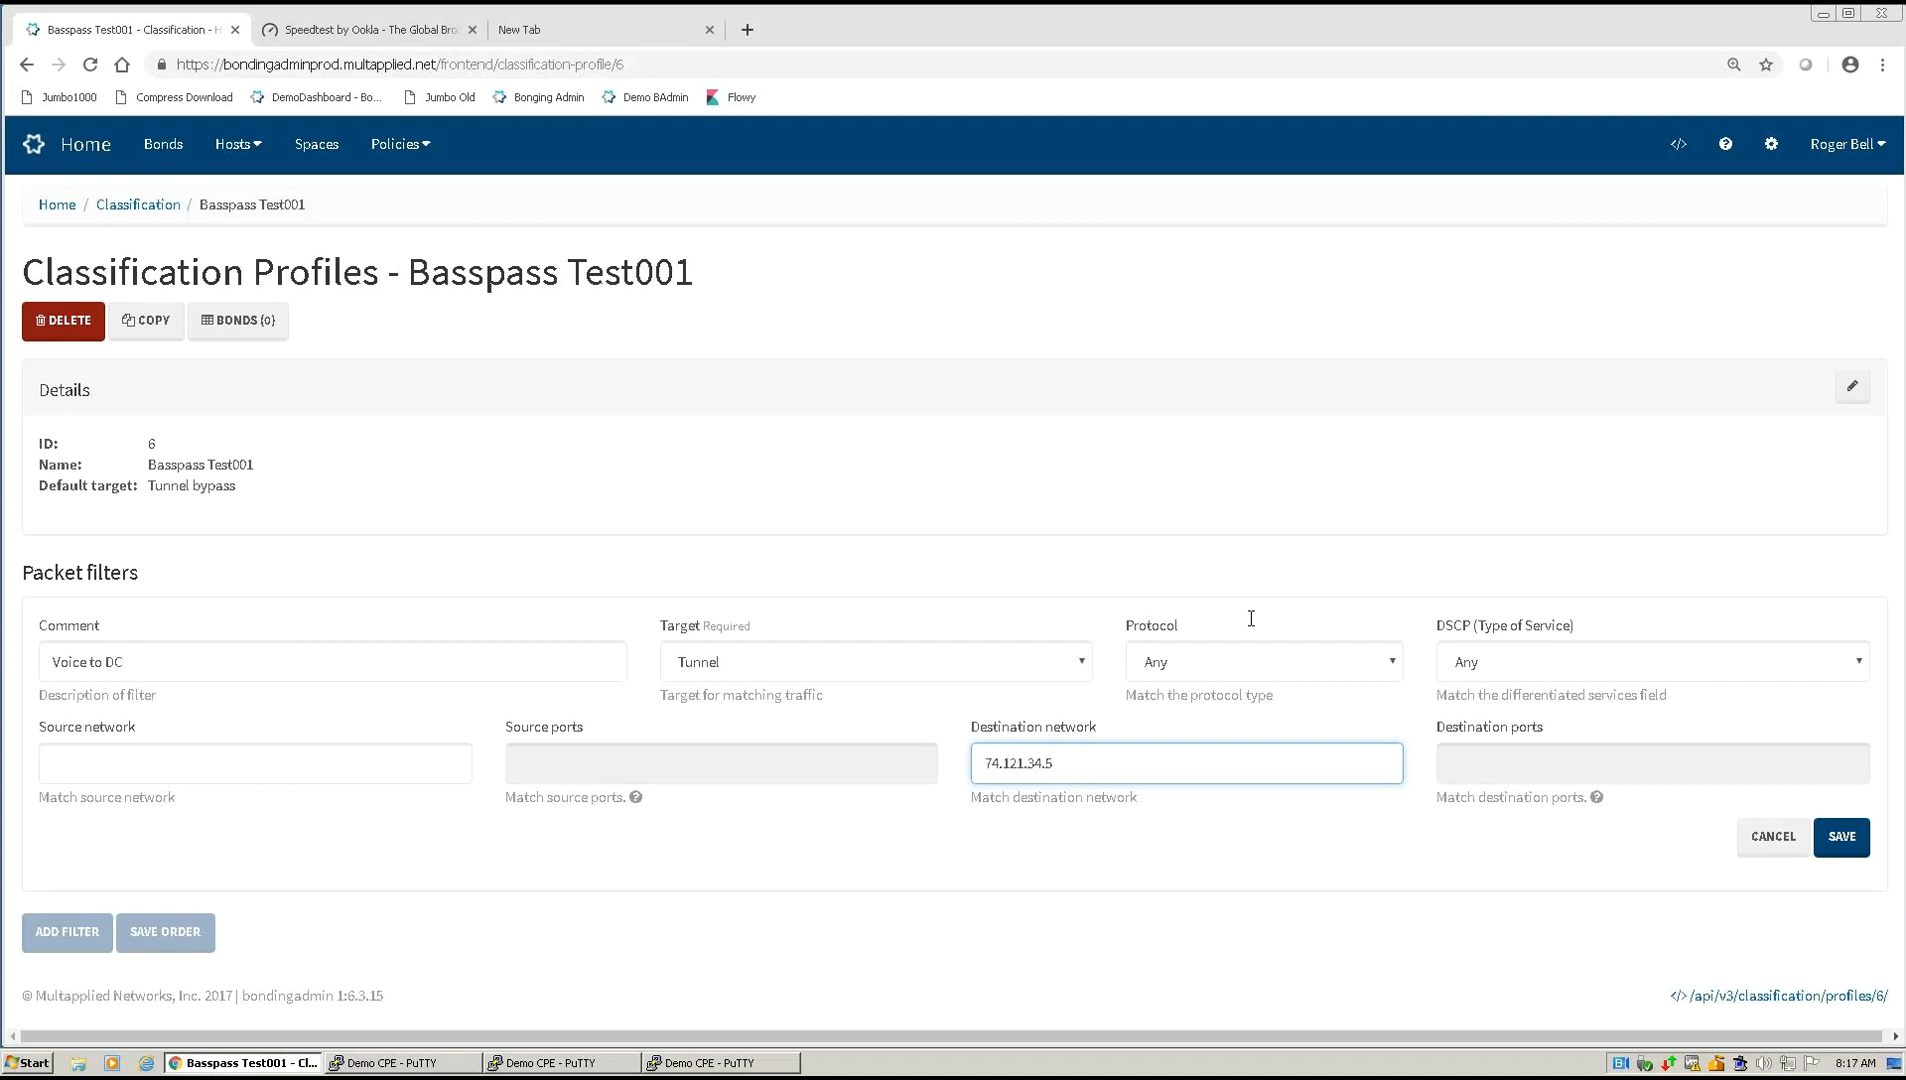 Basspass Test001 - Classification - H
Speedtest by Ookla - The Global Bro
New Tab
https://bondingadminprod.multapplied.net/frontend/classification-profile/6
Jumbo1000
Compress Download
DemoDashboard - Bo...
Jumbo Old
Bonging Admin
Demo BAdmin
Flowy
Home
Bonds
Hosts
Spaces
Policies
</>
Roger Bell
Home / Classification / Basspass Test001
Classification Profiles - Basspass Test001
DELETE
COPY
BONDS (0)
Details
ID: 6
Name: Basspass Test001
Default target: Tunnel bypass
Packet filters
Comment
Target Required
Protocol
DSCP (Type of Service)
Voice to DC
Tunnel
Any
Any
Description of filter
Target for matching traffic
Match the protocol type
Match the differentiated services field
Source network
Source ports
Destination network
Destination ports
74.121.34.5
Match source network
Match source ports.
Match destination network
Match destination ports.
CANCEL
SAVE
ADD FILTER
SAVE ORDER
© Multapplied Networks, Inc. 2017 | bondingadmin 1:6.3.15
</> /api/v3/classification/profiles/6/
Start
Basspass Test001 - Cl...
Demo CPE - PuTTY
Demo CPE - PuTTY
Demo CPE - PuTTY
8:17 AM